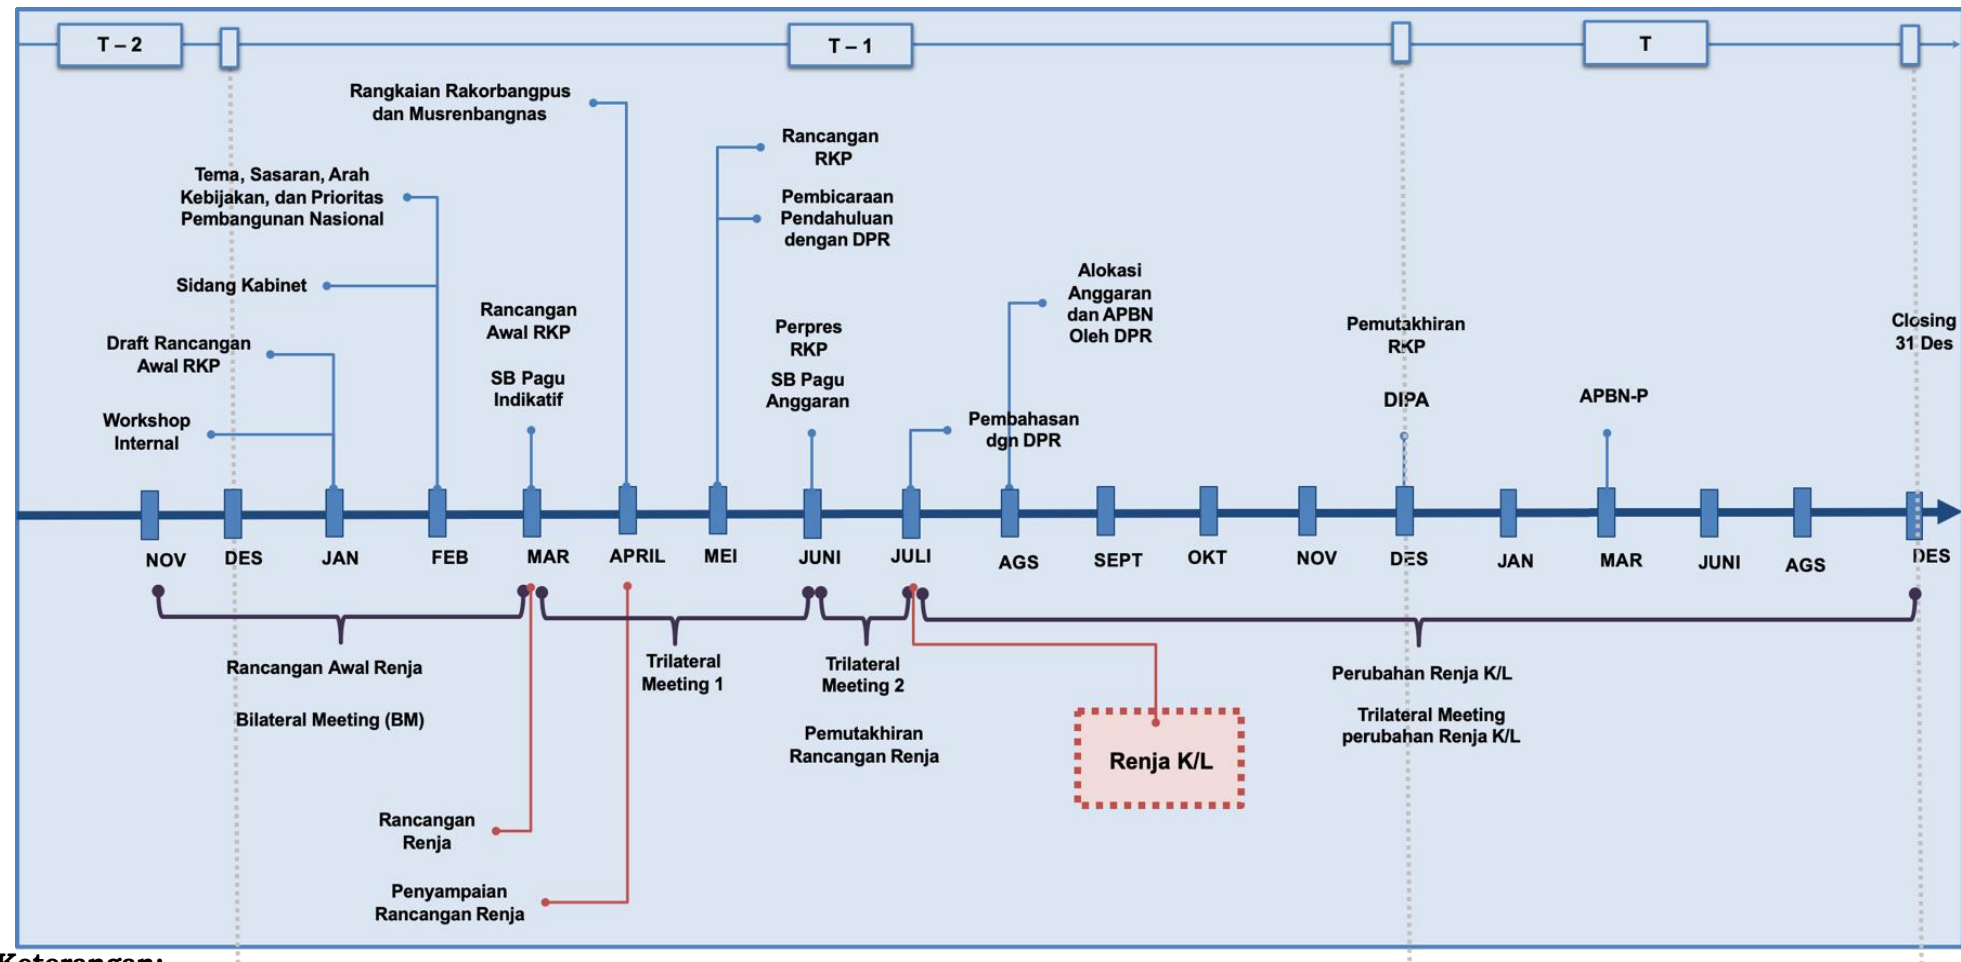 T – 2
T – 1
T
Rangkaian Rakorbangpus
dan Musrenbangnas
Rancangan
RKP
Tema, Sasaran, Arah
Kebijakan, dan Prioritas
Pembangunan Nasional
Pembicaraan
Pendahuluan
dengan DPR
Sidang Kabinet
Alokasi
Anggaran
dan APBN
Oleh DPR
Rancangan
Awal RKP
Perpres
RKP
Pemutakhiran
RKP
Closing
31 Des
Draft Rancangan
Awal RKP
SB Pagu
Indikatif
SB Pagu
Anggaran
DIPA
APBN-P
Workshop
Internal
Pembahasan
dgn DPR
NOV
DES
JAN
FEB
MAR
APRIL
MEI
JUNI
JULI
AGS
SEPT
OKT
NOV
DES
JAN
MAR
JUNI
AGS
DES
Rancangan Awal Renja
Bilateral Meeting (BM)
Trilateral
Meeting 1
Trilateral
Meeting 2
Pemutakhiran
Rancangan Renja
Perubahan Renja K/L
Trilateral Meeting
perubahan Renja K/L
Renja K/L
Rancangan
Renja
Penyampaian
Rancangan Renja
Keterangan: